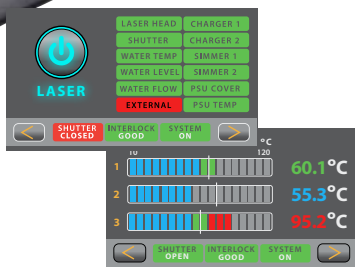 LASER HEAD CHARGER 1
SHUTTER CHARGER 2
WATER TEMP SIMMER 1
WATER LEVEL SIMMER 2
WATER FLOW PSU COVER
EXTERNAL PSU TEMP
LASER
< SHUTTER CLOSED INTERLOCK GOOD SYSTEM ON >
°C
10 120
1 60.1°C
2 55.3°C
3 95.2°C
< SHUTTER OPEN INTERLOCK GOOD SYSTEM ON >